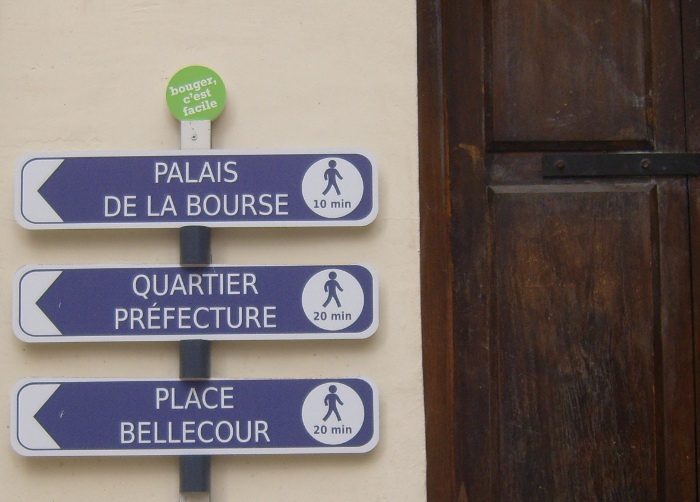 bouger,
c'est
facile
PALAIS
DE LA BOURSE
10 min
QUARTIER
PRÉFECTURE
20 min
PLACE
BELLECOUR
20 min